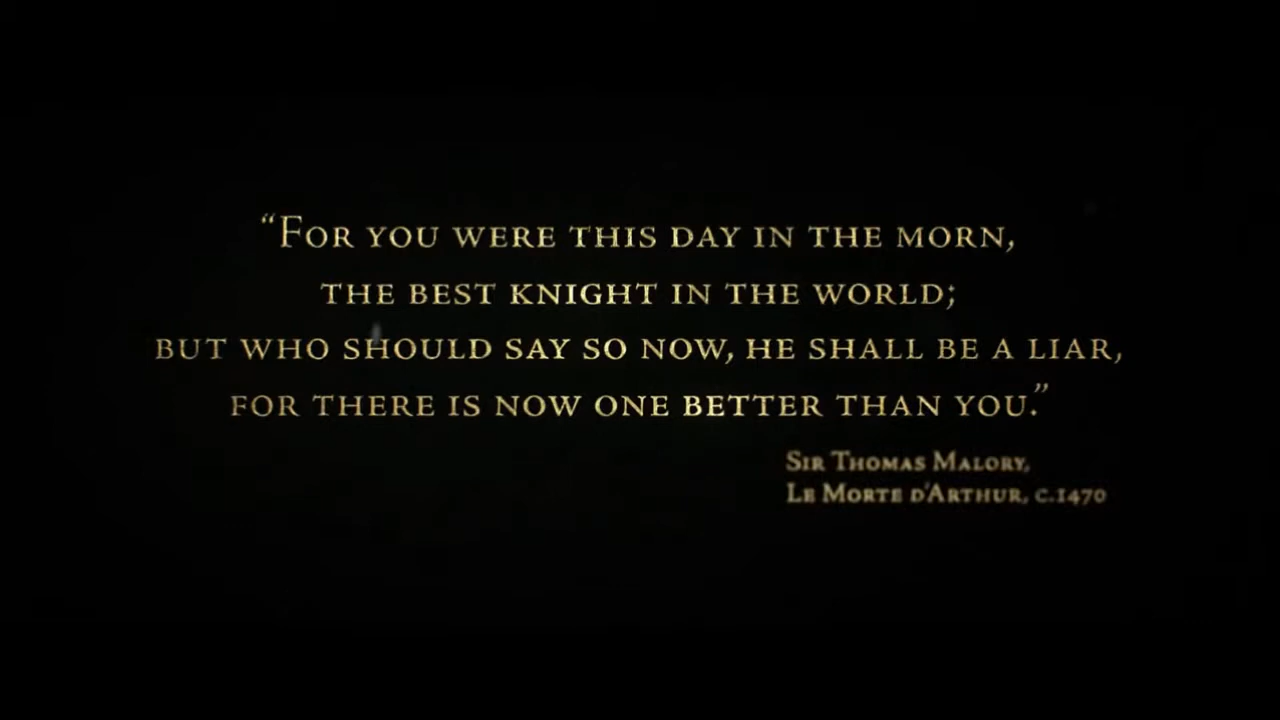 “For you were this day in the morn,
the best knight in the world;
but who should say so now, he shall be a liar,
for there is now one better than you.”
Sir Thomas Malory,
Le Morte d'Arthur, c.1470